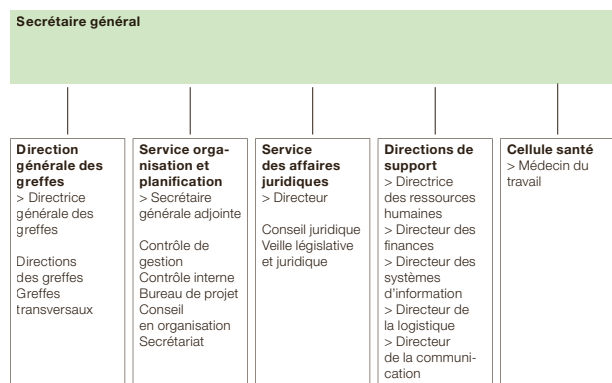 Secrétaire général
Direction
générale des
greffes
> Directrice
générale des
greffes
Directions
des greffes
Greffes
transversaux
Service orga-
nisation et
planification
> Secrétaire
générale adjointe
Contrôle de
gestion
Contrôle interne
Bureau de projet
Conseil
en organisation
Secrétariat
Service
des affaires
juridiques
> Directeur
Conseil juridique
Veille législative
et juridique
Directions de
support
> Directrice
des ressources
humaines
> Directeur des
finances
> Directeur des
systèmes
d’information
> Directeur de
la logistique
> Directeur
de la communi-
cation
Cellule santé
> Médecin du
travail